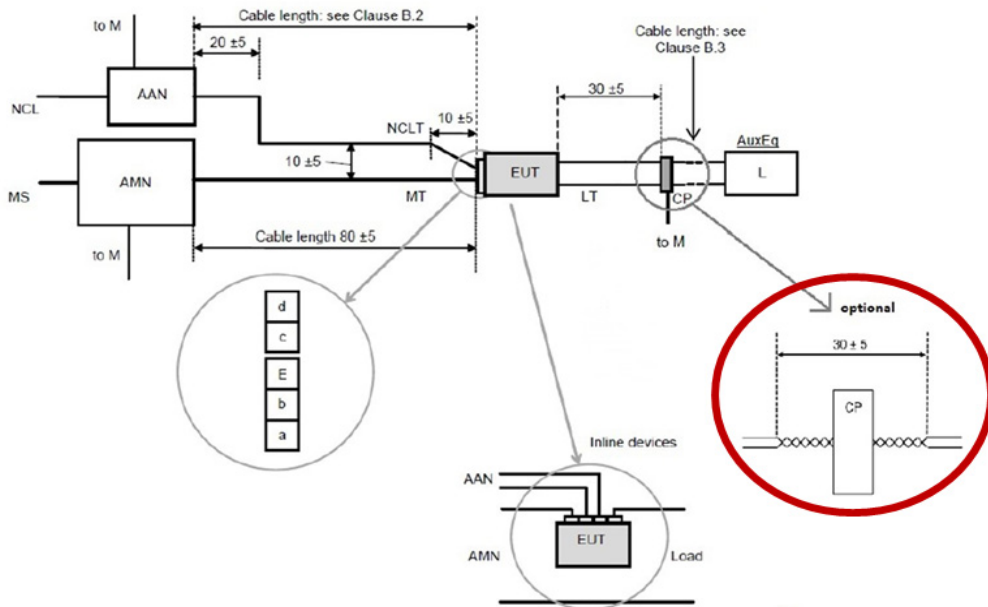 Cable length: see Clause B.2
to M
20 ±5
Cable length: see
Clause B.3
AAN
NCL
NCLT
10 ±5
30 ±5
AuxEq
10 ±5
EUT
L
AMN
MS
MT
LT
CP
to M
Cable length 80 ±5
to M
d
c
E
b
a
optional
30 ± 5
CP
Inline devices
AAN
EUT
AMN
Load